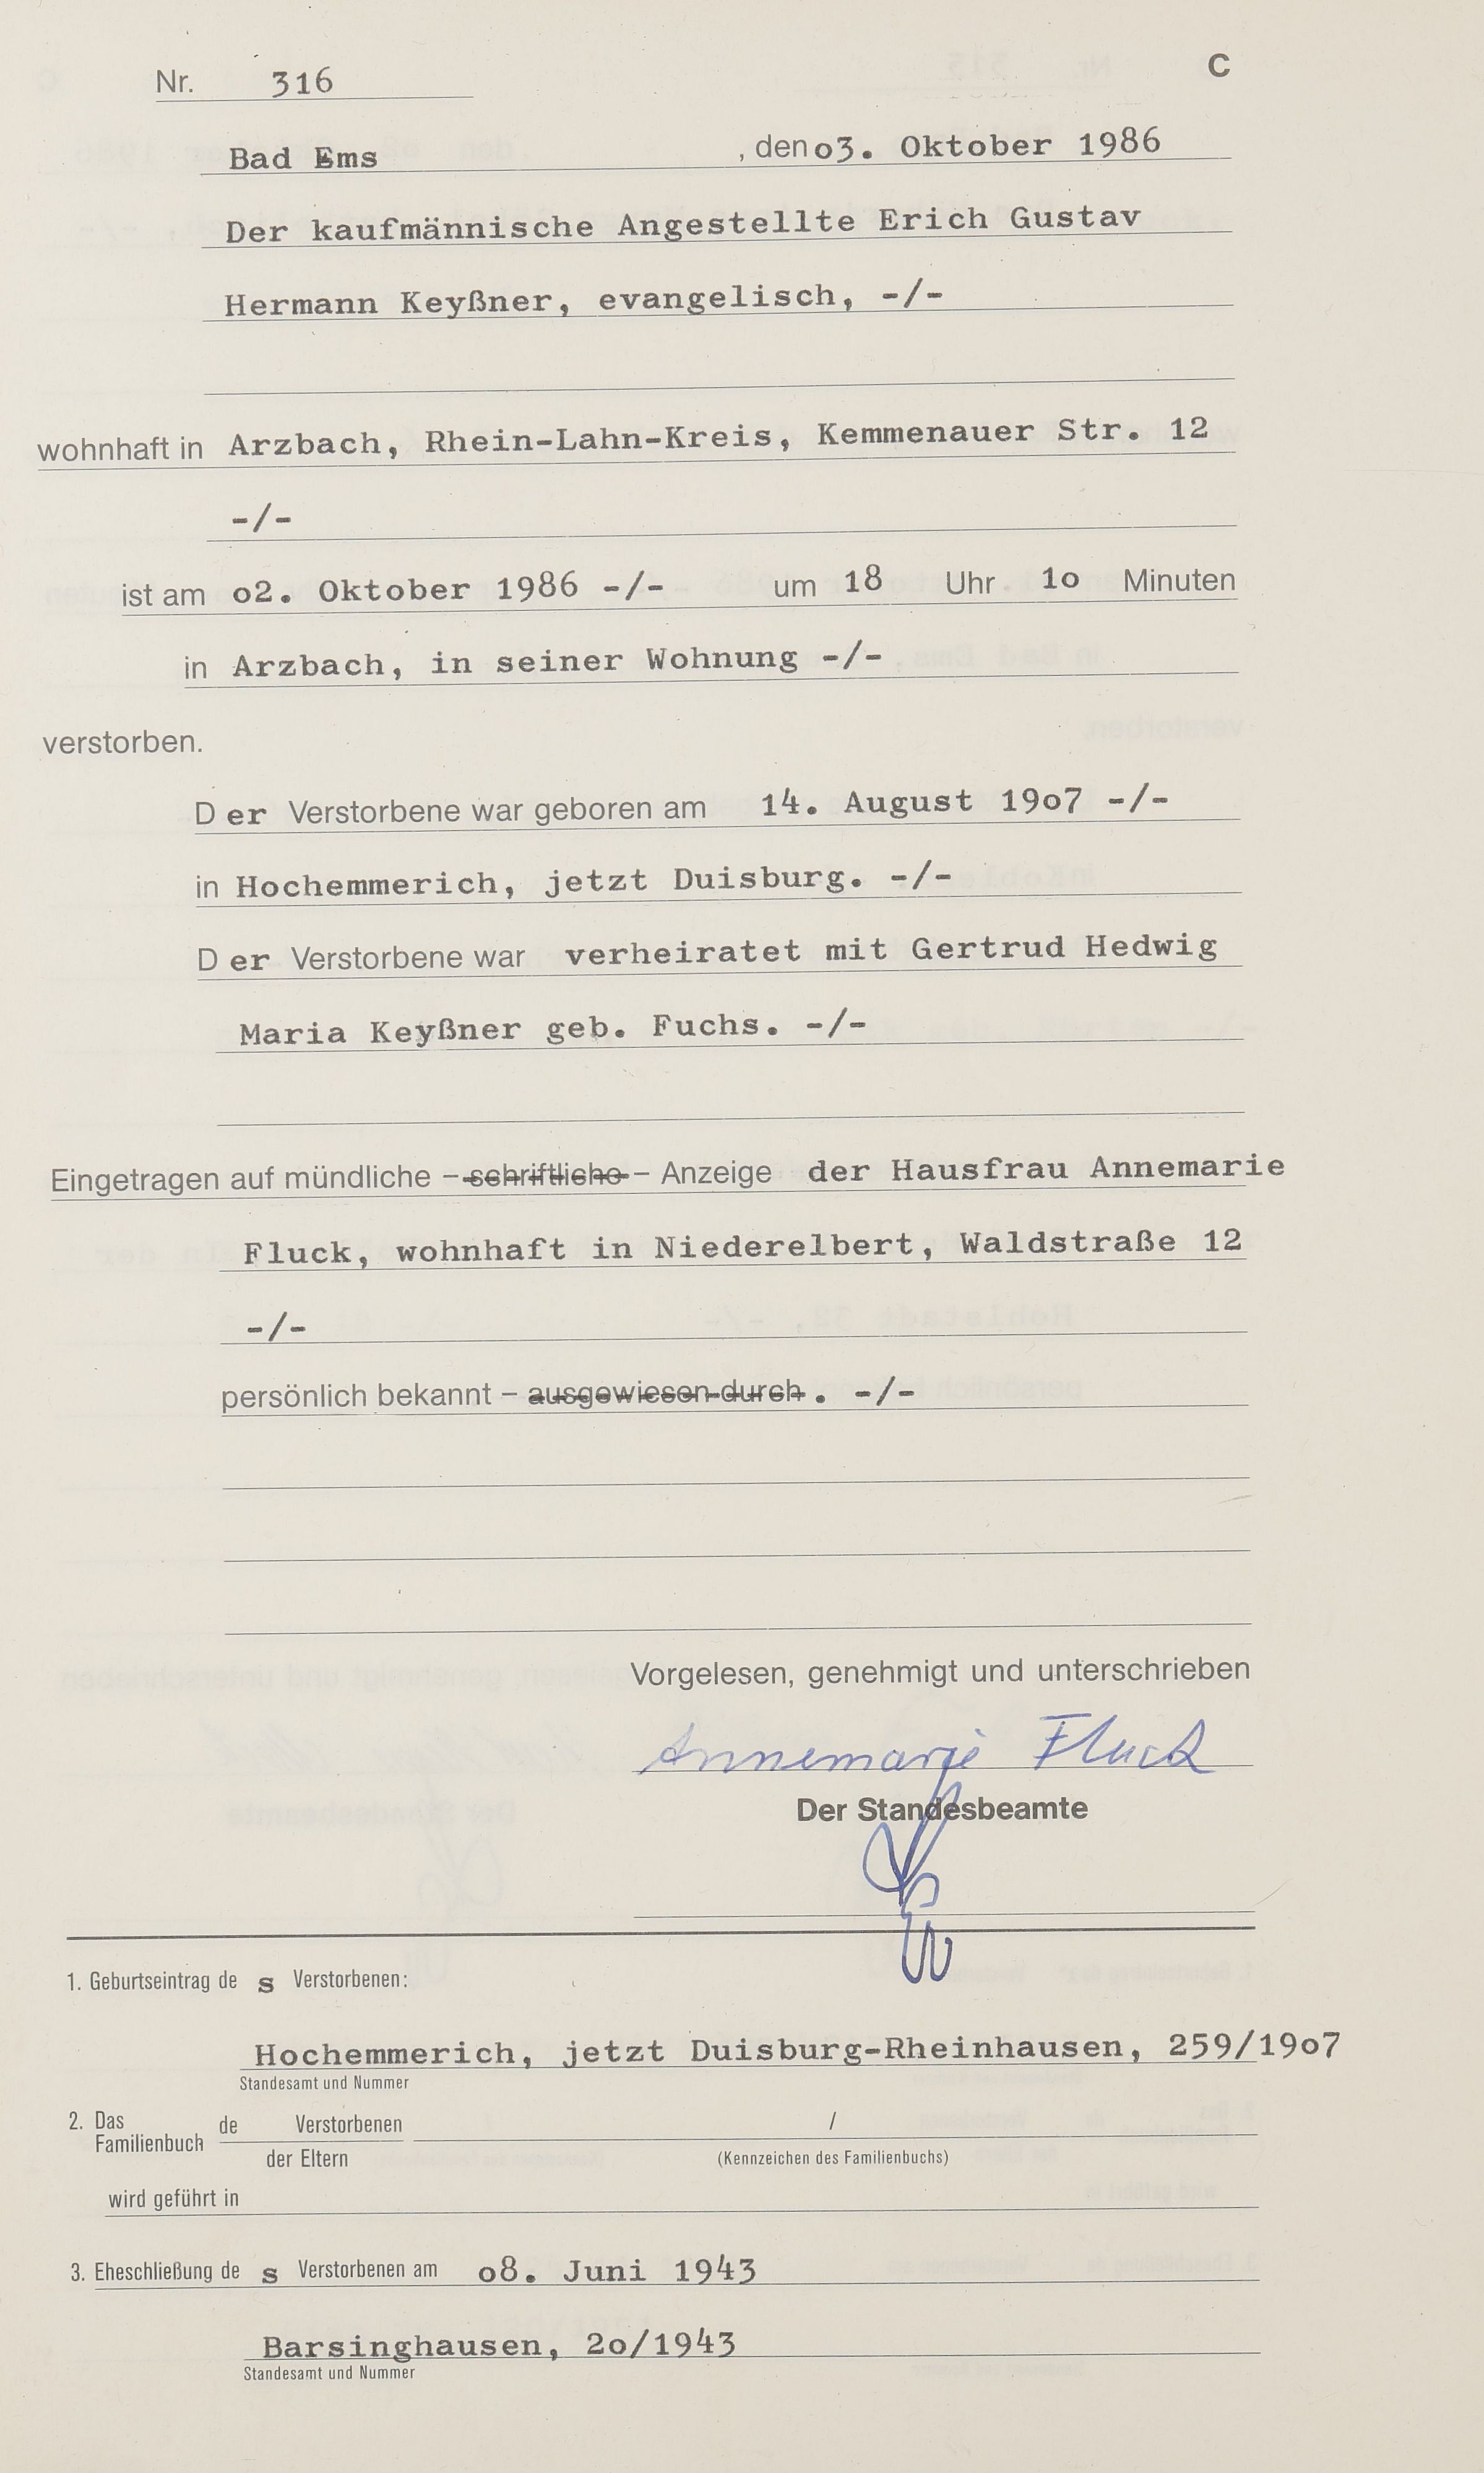 Nr. 316
C
Bad Ems , den o3. Oktober 1986
Der kaufmännische Angestellte Erich Gustav
Hermann Keyßner, evangelisch, -/-
wohnhaft in Arzbach, Rhein-Lahn-Kreis, Kemmenauer Str. 12
-/-
ist am o2. Oktober 1986 -/- um 18 Uhr 1o Minuten
in Arzbach, in seiner Wohnung -/-
verstorben.
D er Verstorbene war geboren am 14. August 19o7 -/-
in Hochemmerich, jetzt Duisburg. -/-
D er Verstorbene war verheiratet mit Gertrud Hedwig
Maria Keyßner geb. Fuchs. -/-
Eingetragen auf mündliche – schriftliche – Anzeige der Hausfrau Annemarie
Fluck, wohnhaft in Niederelbert, Waldstraße 12
-/-
persönlich bekannt – ausgewiesen durch . -/-
Vorgelesen, genehmigt und unterschrieben
Annemarie Fluck
Der Standesbeamte
1. Geburtseintrag de s Verstorbenen:
Hochemmerich, jetzt Duisburg-Rheinhausen, 259/19o7
Standesamt und Nummer
2. Das Familienbuch de Verstorbenen /
der Eltern (Kennzeichen des Familienbuchs)
wird geführt in
3. Eheschließung de s Verstorbenen am o8. Juni 1943
Barsinghausen, 2o/1943
Standesamt und Nummer